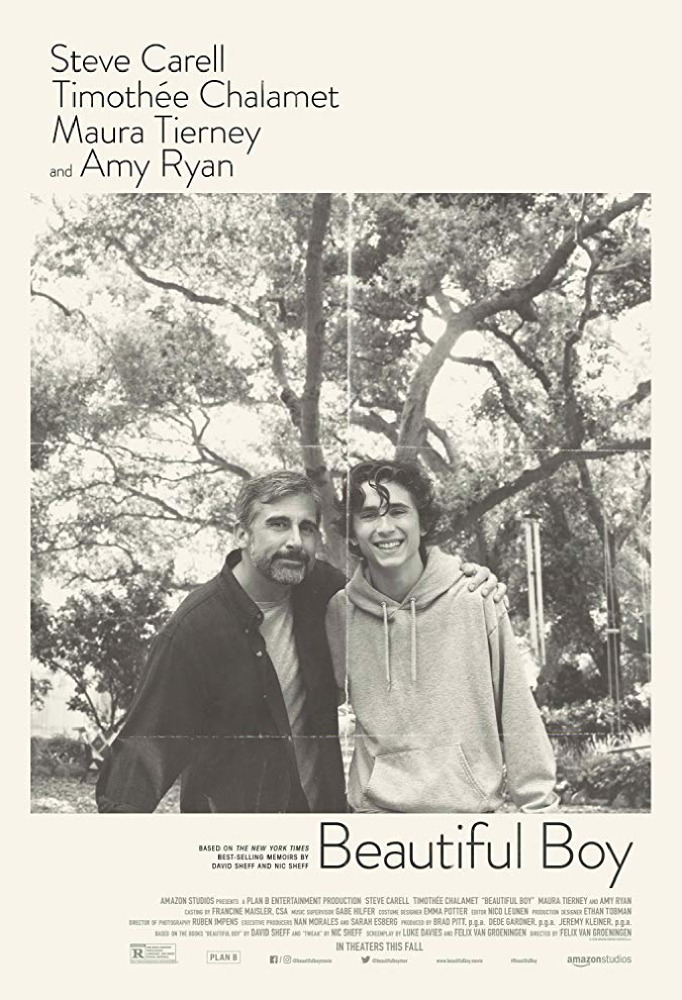 Steve Carell
Timothée Chalamet
Maura Tierney
and Amy Ryan
BASED ON THE NEW YORK TIMES
BEST-SELLING MEMOIRS BY
DAVID SHEFF AND NIC SHEFF
Beautiful Boy
AMAZON STUDIOS PRESENTS A PLAN B ENTERTAINMENT PRODUCTION STEVE CARELL TIMOTHÉE CHALAMET "BEAUTIFUL BOY" MAURA TIERNEY AND AMY RYAN
CASTING BY FRANCINE MAISLER, CSA MUSIC SUPERVISOR GABE HILFER COSTUME DESIGNER EMMA POTTER EDITOR NICO LEUNEN PRODUCTION DESIGNER ETHAN TOBMAN
DIRECTOR OF PHOTOGRAPHY RUBEN IMPENS EXECUTIVE PRODUCERS NAN MORALES AND SARAH ESBERG PRODUCED BY BRAD PITT, p.g.a. DEDE GARDNER, p.g.a. JEREMY KLEINER, p.g.a.
BASED ON THE BOOKS "BEAUTIFUL BOY" BY DAVID SHEFF AND "TWEAK" BY NIC SHEFF SCREENPLAY BY LUKE DAVIES AND FELIX VAN GROENINGEN DIRECTED BY FELIX VAN GROENINGEN
IN THEATERS THIS FALL
R PLAN B @beautifulboymovie @beautifulboymov www.beautifulboy.movie #BeautifulBoy amazonstudios